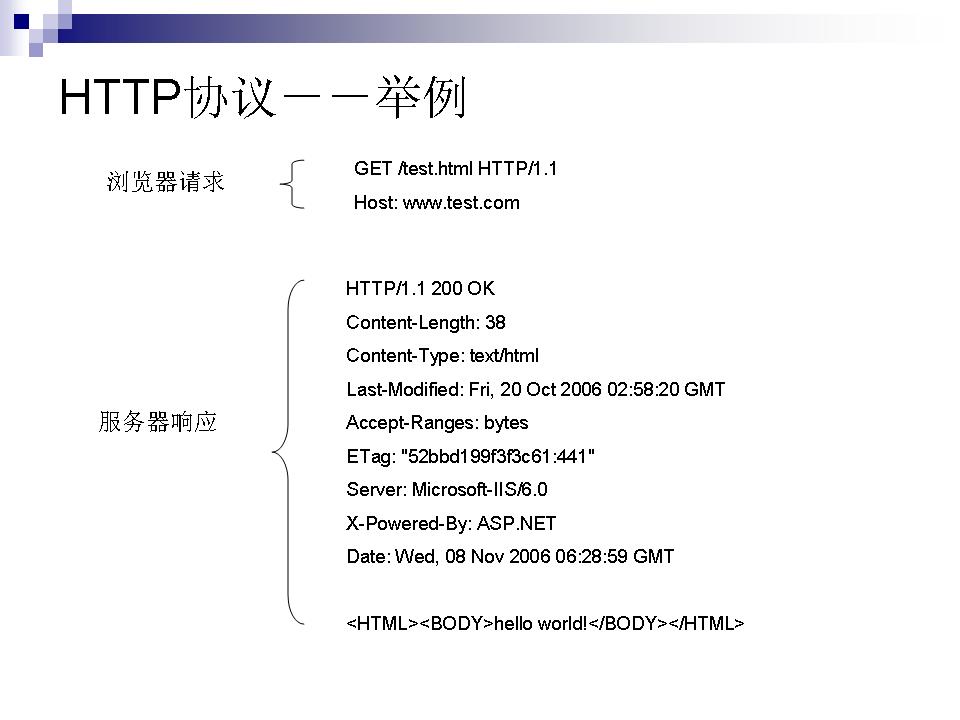 HTTP协议－－举例
浏览器请求
GET /test.html HTTP/1.1
Host: www.test.com
服务器响应
HTTP/1.1 200 OK
Content-Length: 38
Content-Type: text/html
Last-Modified: Fri, 20 Oct 2006 02:58:20 GMT
Accept-Ranges: bytes
ETag: "52bbd199f3f3c61:441"
Server: Microsoft-IIS/6.0
X-Powered-By: ASP.NET
Date: Wed, 08 Nov 2006 06:28:59 GMT
<HTML><BODY>hello world!</BODY></HTML>